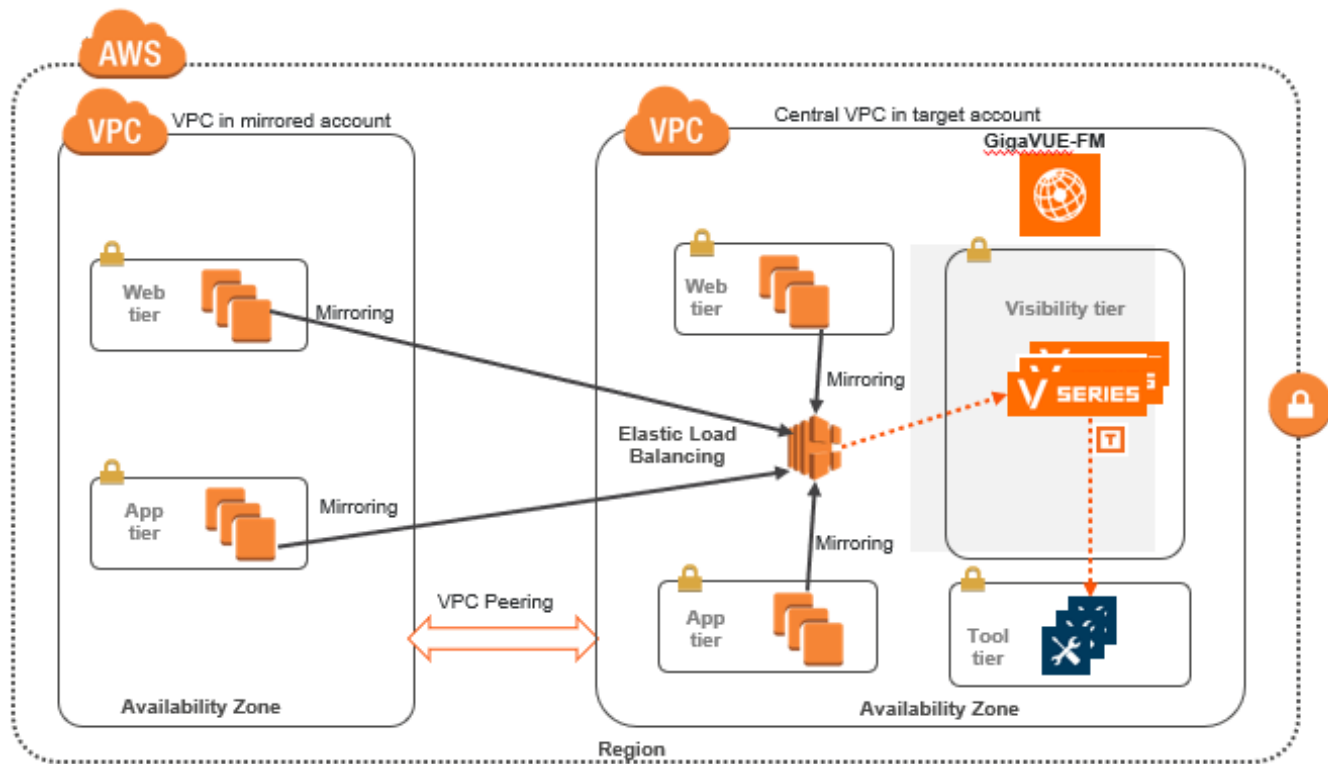 AWS
VPC
VPC in mirrored account
VPC
Central VPC in target account
GigaVUE-FM
Web
tier
Mirroring
Web
tier
Mirroring
Visibility tier
V SERIES
SERIES
Elastic Load
Balancing
T
App
tier
Mirroring
Mirroring
VPC Peering
App
tier
Tool
tier
Availability Zone
Availability Zone
Region